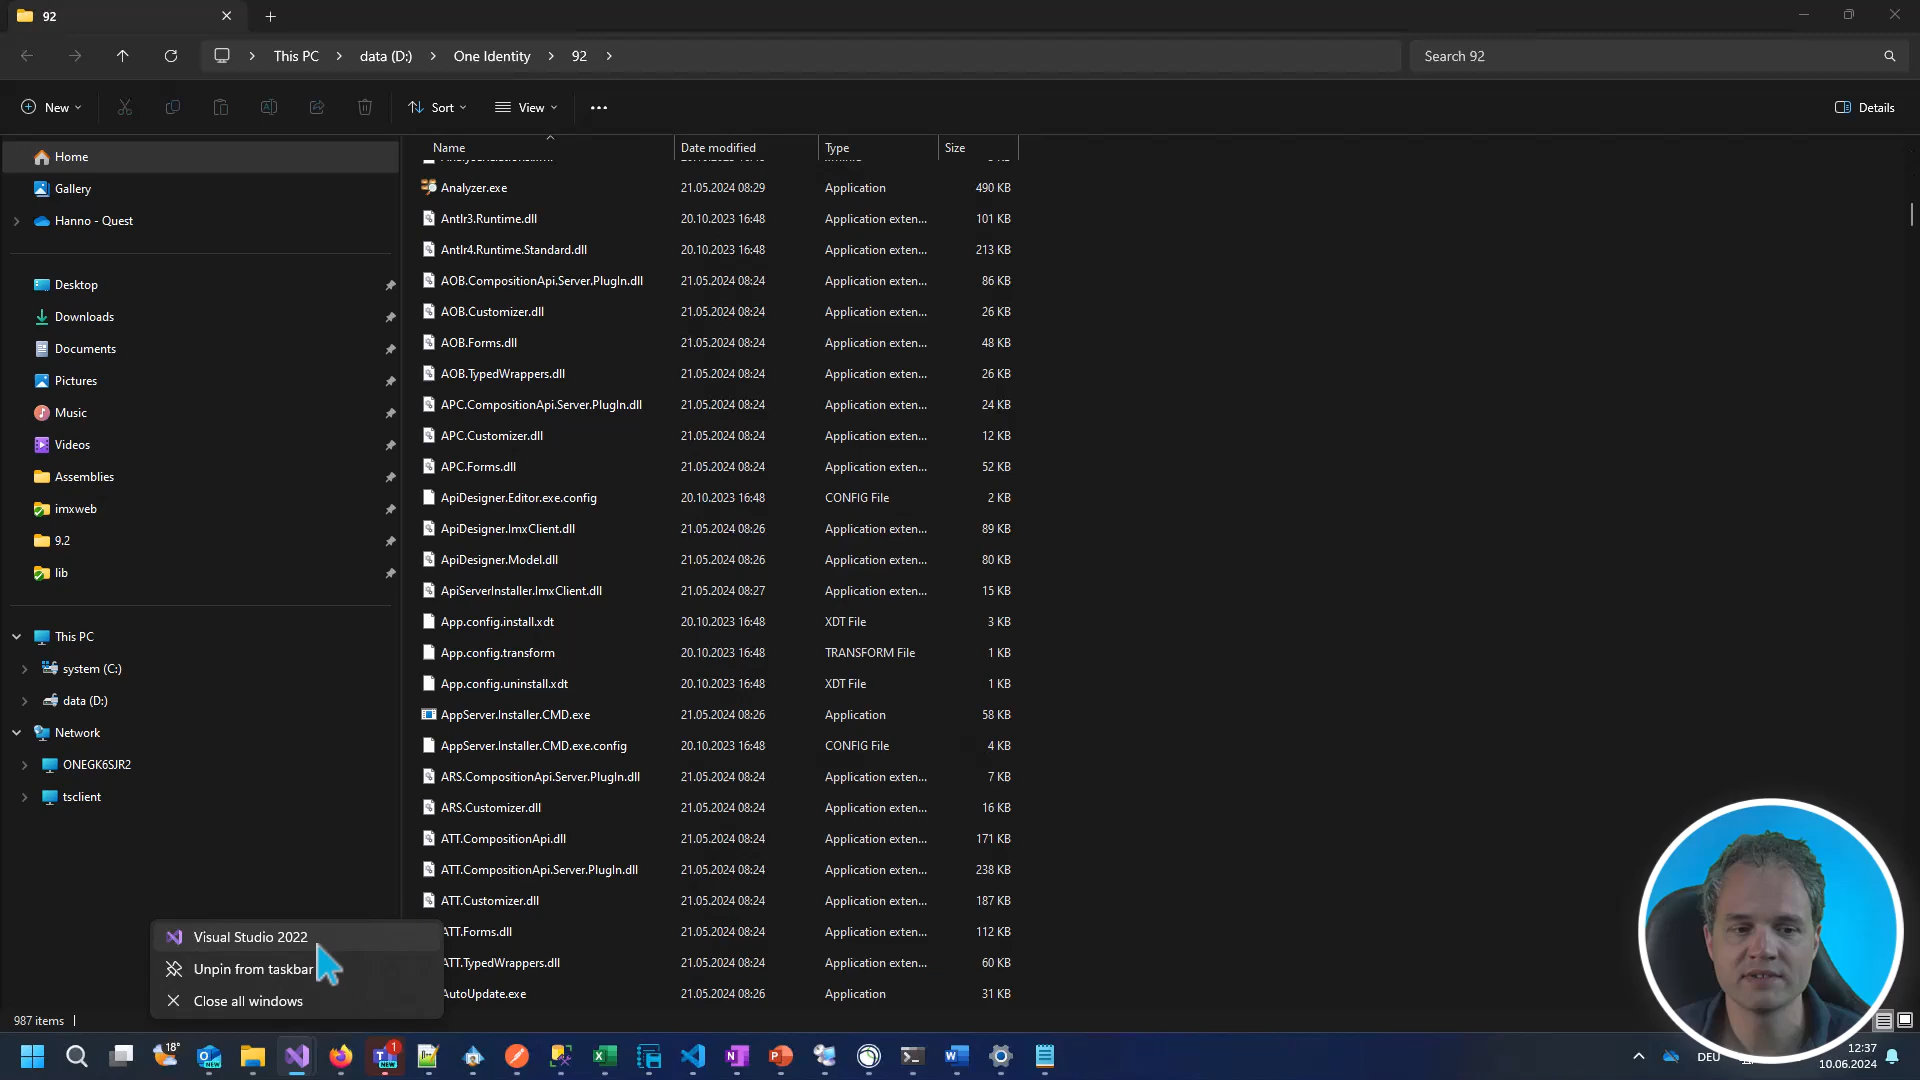 92
This PC
data (D:)
One Identity
92
Search 92
New
Sort
View
Details
Name
Date modified
Type
Size
Home
Gallery
Hanno - Quest
Desktop
Downloads
Documents
Pictures
Music
Videos
Assemblies
imxweb
9.2
lib
This PC
system (C:)
data (D:)
Network
ONEGK6SJR2
tsclient
Analyzer.exe 21.05.2024 08:29 Application 490 KB
Antlr3.Runtime.dll 20.10.2023 16:48 Application exten... 101 KB
Antlr4.Runtime.Standard.dll 20.10.2023 16:48 Application exten... 213 KB
AOB.CompositionApi.Server.PlugIn.dll 21.05.2024 08:24 Application exten... 86 KB
AOB.Customizer.dll 21.05.2024 08:24 Application exten... 26 KB
AOB.Forms.dll 21.05.2024 08:24 Application exten... 48 KB
AOB.TypedWrappers.dll 21.05.2024 08:24 Application exten... 26 KB
APC.CompositionApi.Server.PlugIn.dll 21.05.2024 08:24 Application exten... 24 KB
APC.Customizer.dll 21.05.2024 08:24 Application exten... 12 KB
APC.Forms.dll 21.05.2024 08:24 Application exten... 52 KB
ApiDesigner.Editor.exe.config 20.10.2023 16:48 CONFIG File 2 KB
ApiDesigner.ImxClient.dll 21.05.2024 08:26 Application exten... 89 KB
ApiDesigner.Model.dll 21.05.2024 08:26 Application exten... 80 KB
ApiServerInstaller.ImxClient.dll 21.05.2024 08:27 Application exten... 15 KB
App.config.install.xdt 20.10.2023 16:48 XDT File 3 KB
App.config.transform 20.10.2023 16:48 TRANSFORM File 1 KB
App.config.uninstall.xdt 20.10.2023 16:48 XDT File 1 KB
AppServer.Installer.CMD.exe 21.05.2024 08:26 Application 58 KB
AppServer.Installer.CMD.exe.config 20.10.2023 16:48 CONFIG File 4 KB
ARS.CompositionApi.Server.PlugIn.dll 21.05.2024 08:24 Application exten... 7 KB
ARS.Customizer.dll 21.05.2024 08:24 Application exten... 16 KB
ATT.CompositionApi.dll 21.05.2024 08:24 Application exten... 171 KB
ATT.CompositionApi.Server.PlugIn.dll 21.05.2024 08:24 Application exten... 238 KB
ATT.Customizer.dll 21.05.2024 08:24 Application exten... 187 KB
ATT.Forms.dll 21.05.2024 08:24 Application exten... 112 KB
ATT.TypedWrappers.dll 21.05.2024 08:24 Application exten... 60 KB
AutoUpdate.exe 21.05.2024 08:26 Application 31 KB
Visual Studio 2022
Unpin from taskbar
Close all windows
987 items
18°
NEW
1
NEW
DEU
12:37
10.06.2024